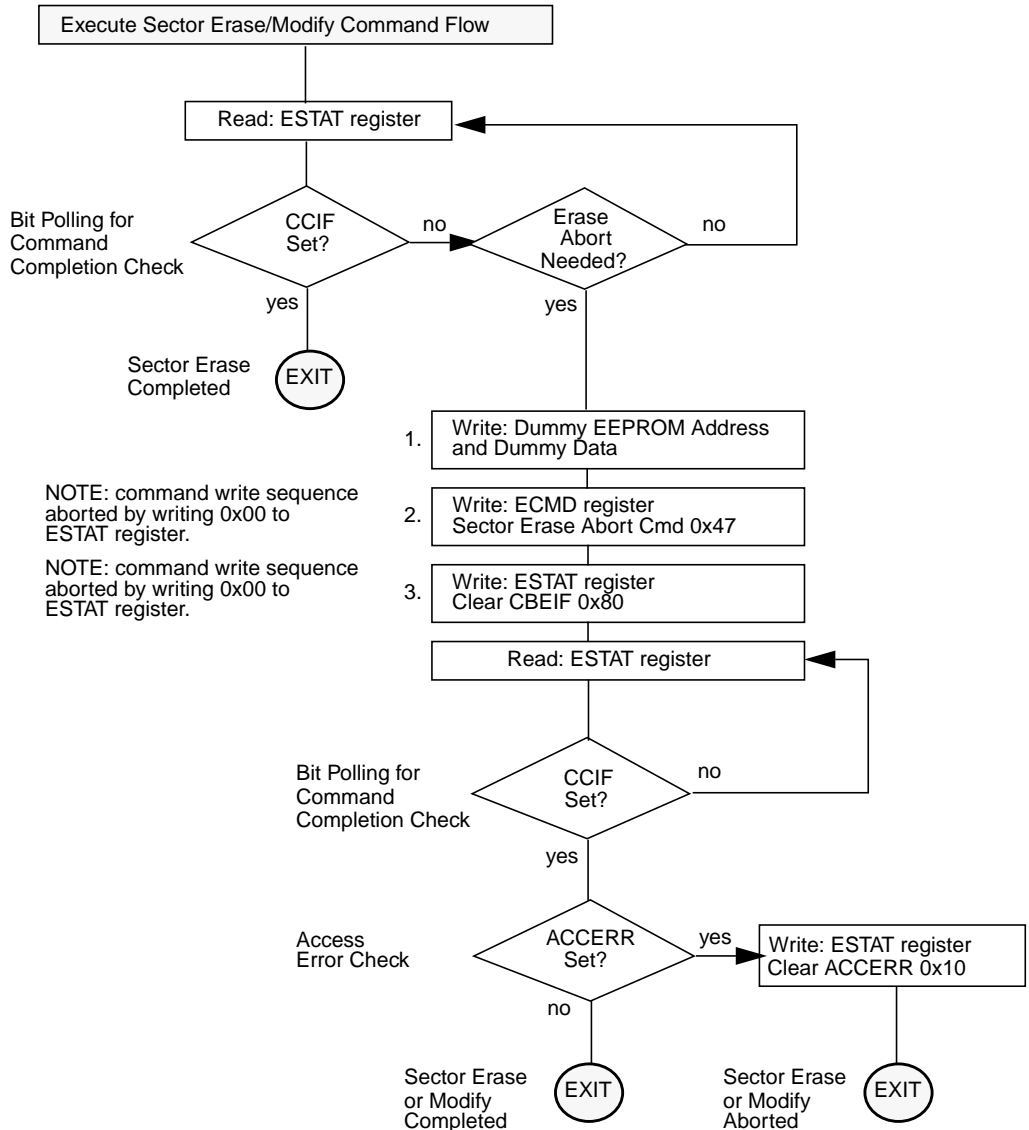 Execute Sector Erase/Modify Command Flow
Read: ESTAT register
Bit Polling for
Command
Completion Check
CCIF
Set?
no
Erase
Abort
Needed?
no
yes
yes
Sector Erase
Completed
EXIT
1.
Write: Dummy EEPROM Address
and Dummy Data
NOTE: command write sequence
aborted by writing 0x00 to
ESTAT register.
2.
Write: ECMD register
Sector Erase Abort Cmd 0x47
NOTE: command write sequence
aborted by writing 0x00 to
ESTAT register.
3.
Write: ESTAT register
Clear CBEIF 0x80
Read: ESTAT register
Bit Polling for
Command
Completion Check
CCIF
Set?
no
yes
Access
Error Check
ACCERR
Set?
yes
Write: ESTAT register
Clear ACCERR 0x10
no
Sector Erase
or Modify
Completed
EXIT
Sector Erase
or Modify
Aborted
EXIT